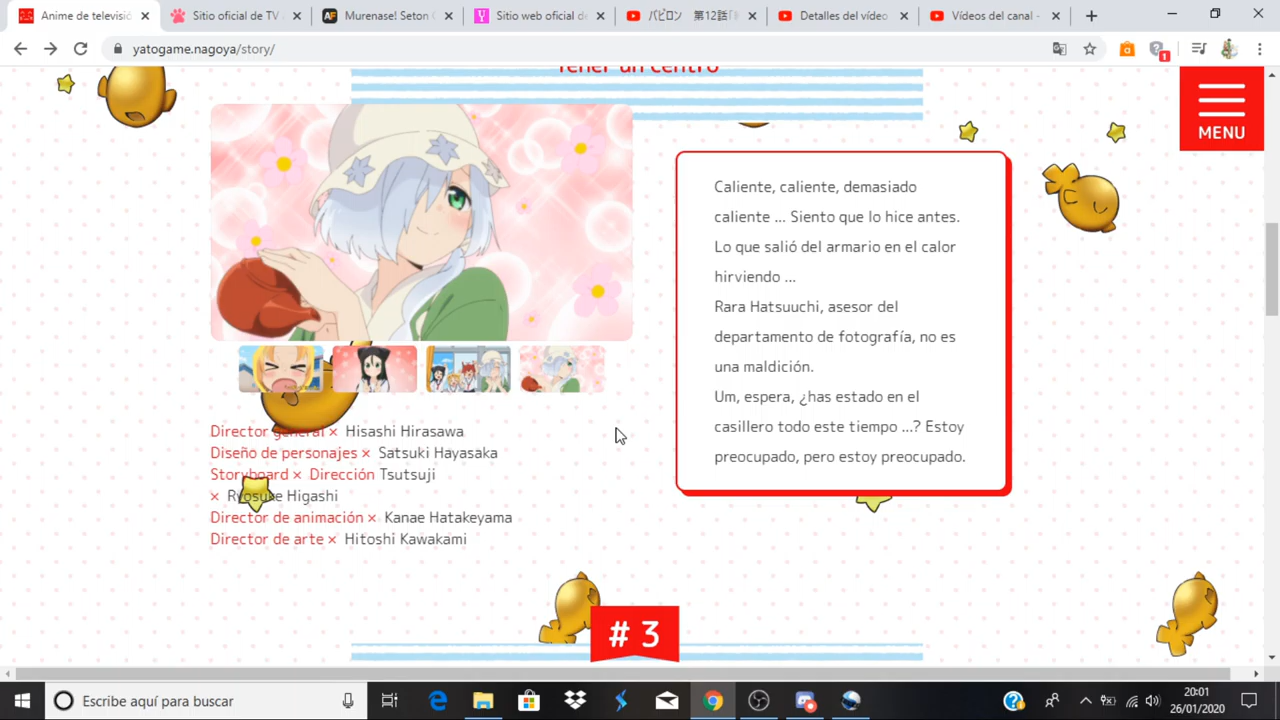 Anime de televisió
Sitio oficial de TV
Murenase! Seton
Sitio web oficial d
バビロン 第12話「
Detalles del vídeo
Vídeos del canal -
yatogame.nagoya/story/
1
Tener un centro
MENU
Caliente, caliente, demasiado
caliente ... Siento que lo hice antes.
Lo que salió del armario en el calor
hirviendo ...
Rara Hatsuuchi, asesor del
departamento de fotografía, no es
una maldición.
Um, espera, ¿has estado en el
casillero todo este tiempo ...? Estoy
preocupado, pero estoy preocupado.
Director general × Hisashi Hirasawa
Diseño de personajes × Satsuki Hayasaka
Storyboard × Dirección Tsutsuji
× Ryosuke Higashi
Director de animación × Kanae Hatakeyama
Director de arte × Hitoshi Kawakami
# 3
Escribe aquí para buscar
20:01
26/01/2020